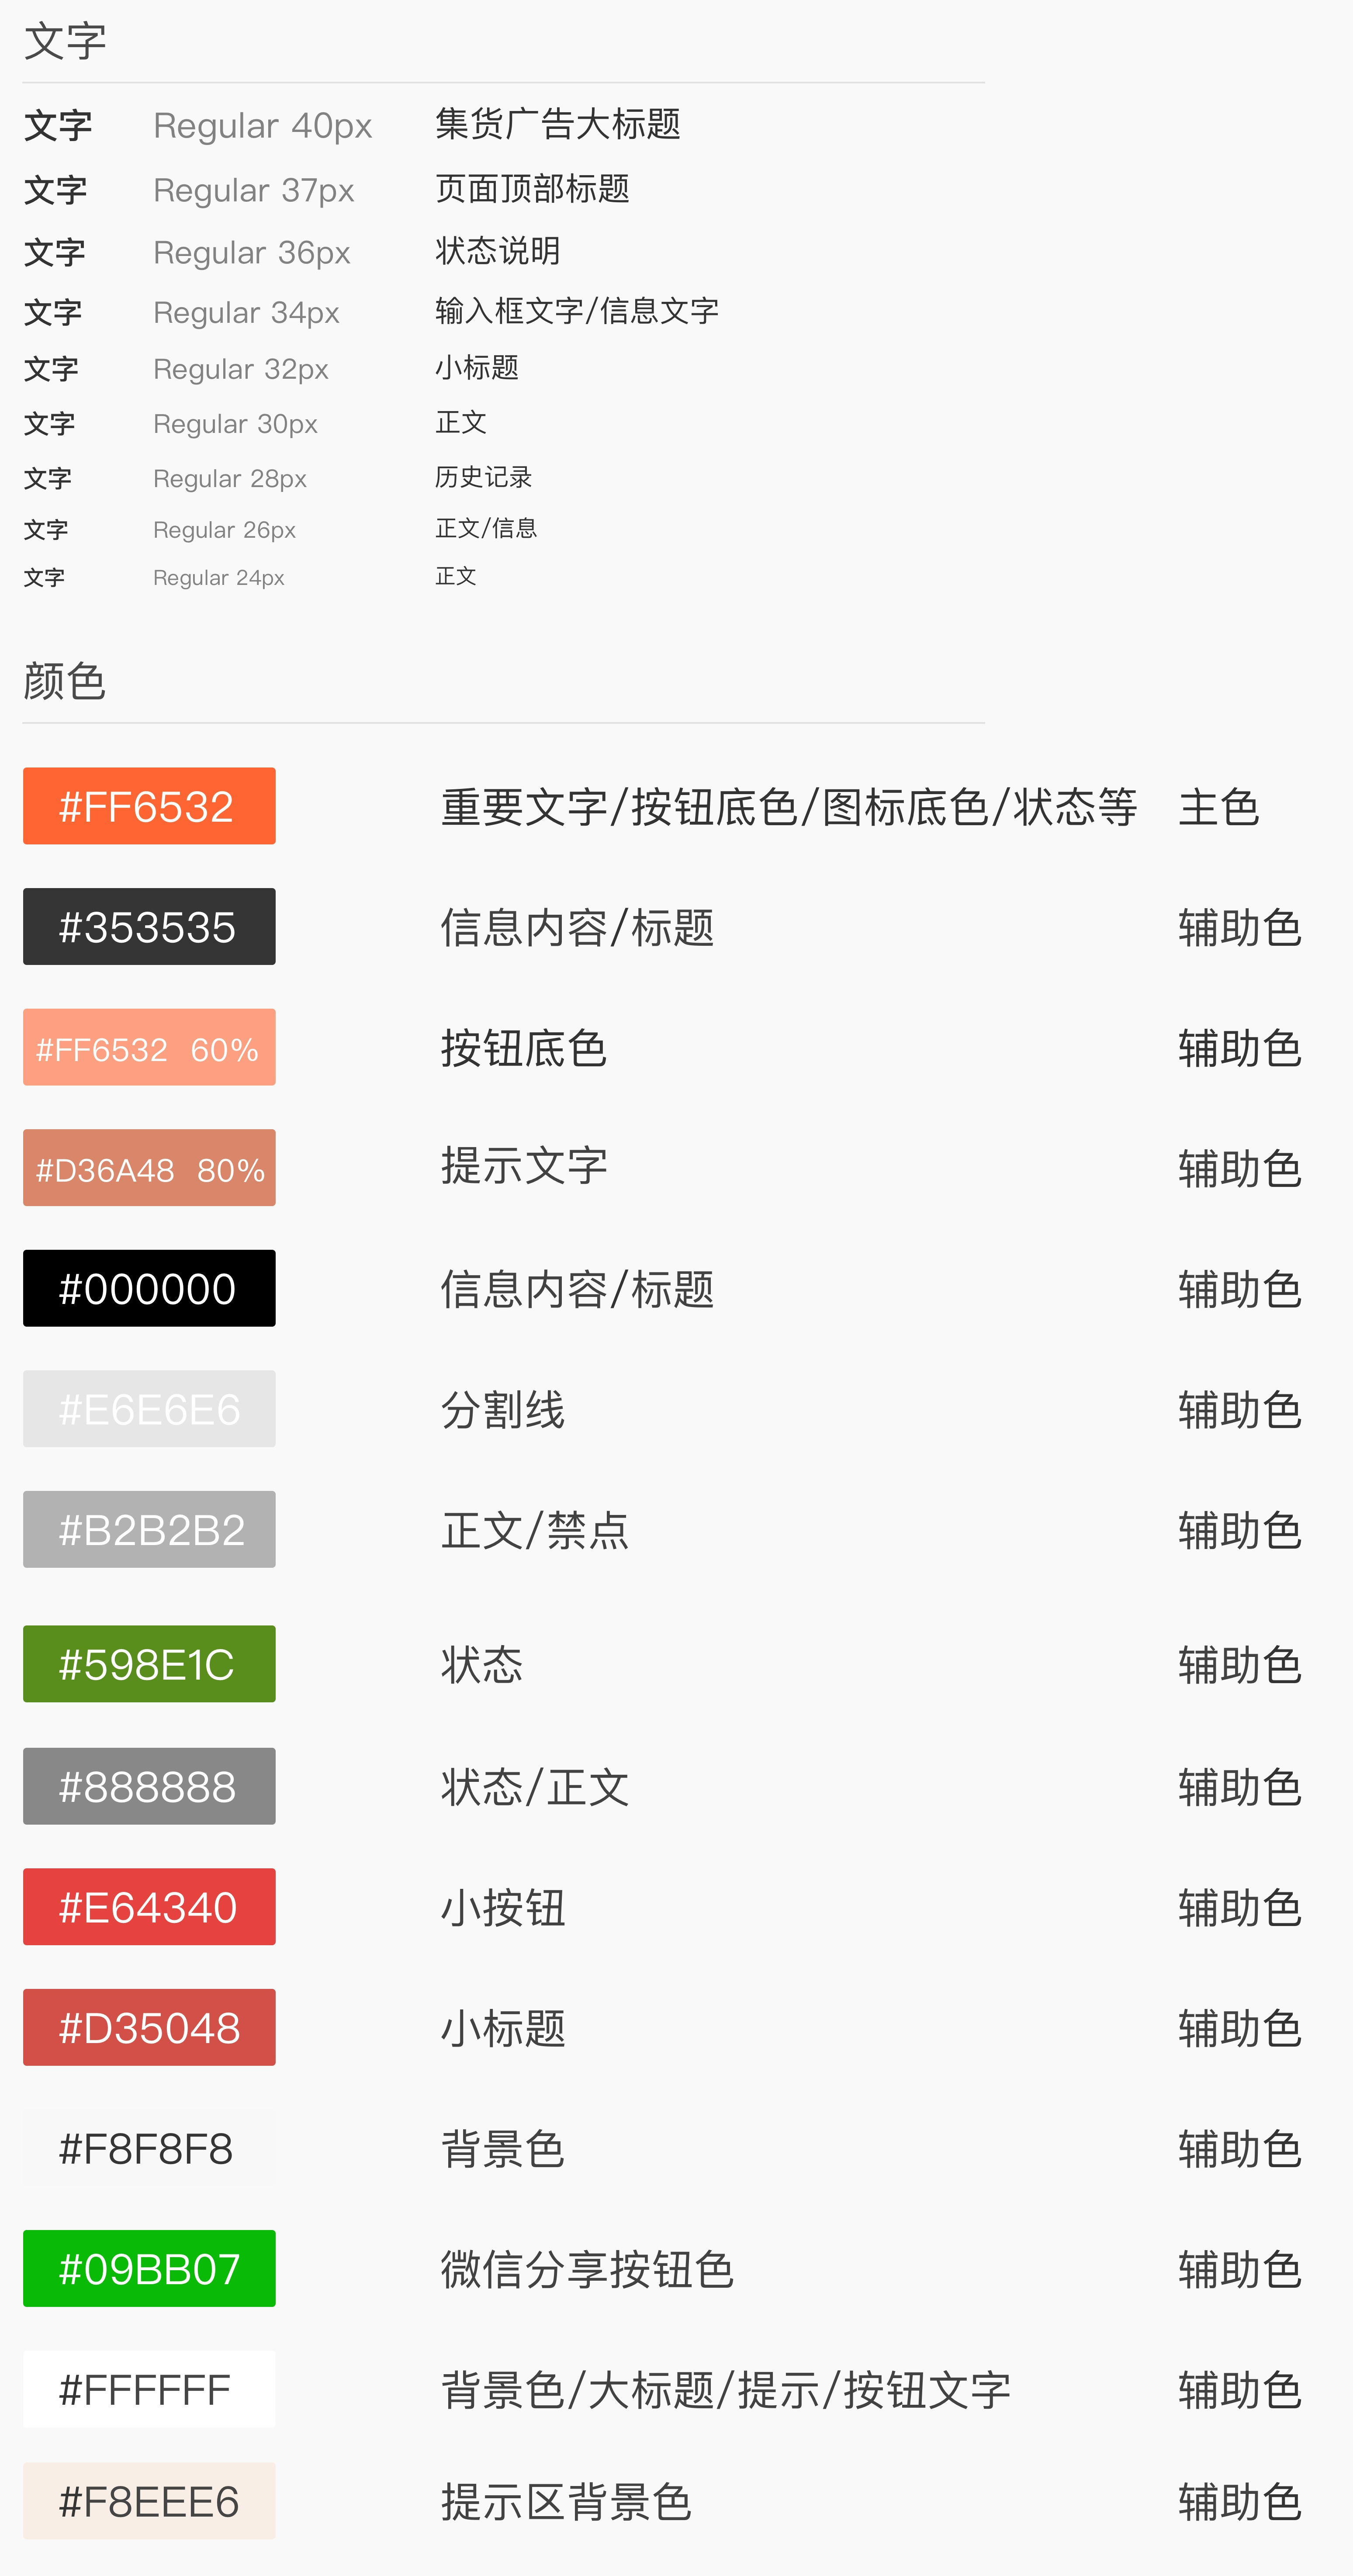 文字
文字 Regular 40px 集货广告大标题
文字 Regular 37px 页面顶部标题
文字 Regular 36px 状态说明
文字 Regular 34px 输入框文字/信息文字
文字 Regular 32px 小标题
文字 Regular 30px 正文
文字 Regular 28px 历史记录
文字 Regular 26px 正文/信息
文字 Regular 24px 正文
颜色
#FF6532 重要文字/按钮底色/图标底色/状态等 主色
#353535 信息内容/标题 辅助色
#FF6532 60% 按钮底色 辅助色
#D36A48 80% 提示文字 辅助色
#000000 信息内容/标题 辅助色
#E6E6E6 分割线 辅助色
#B2B2B2 正文/禁点 辅助色
#598E1C 状态 辅助色
#888888 状态/正文 辅助色
#E64340 小按钮 辅助色
#D35048 小标题 辅助色
#F8F8F8 背景色 辅助色
#09BB07 微信分享按钮色 辅助色
#FFFFFF 背景色/大标题/提示/按钮文字 辅助色
#F8EEE6 提示区背景色 辅助色